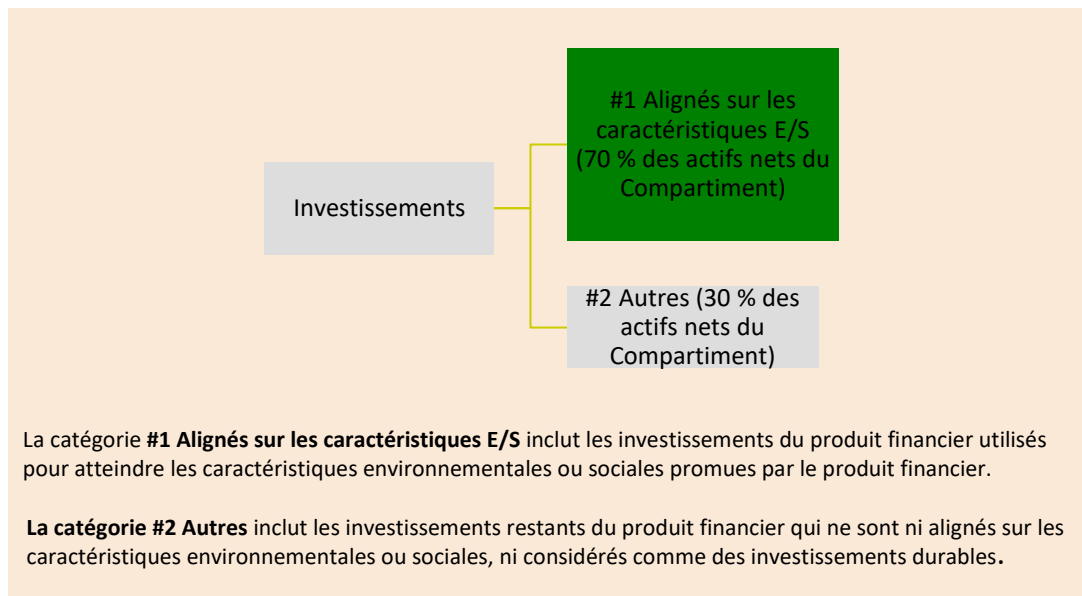 #1 Alignés sur les
caractéristiques E/S
(70 % des actifs nets du
Compartiment)
Investissements
#2 Autres (30 % des
actifs nets du
Compartiment)
La catégorie #1 Alignés sur les caractéristiques E/S inclut les investissements du produit financier utilisés
pour atteindre les caractéristiques environnementales ou sociales promues par le produit financier.
La catégorie #2 Autres inclut les investissements restants du produit financier qui ne sont ni alignés sur les
caractéristiques environnementales ou sociales, ni considérés comme des investissements durables.